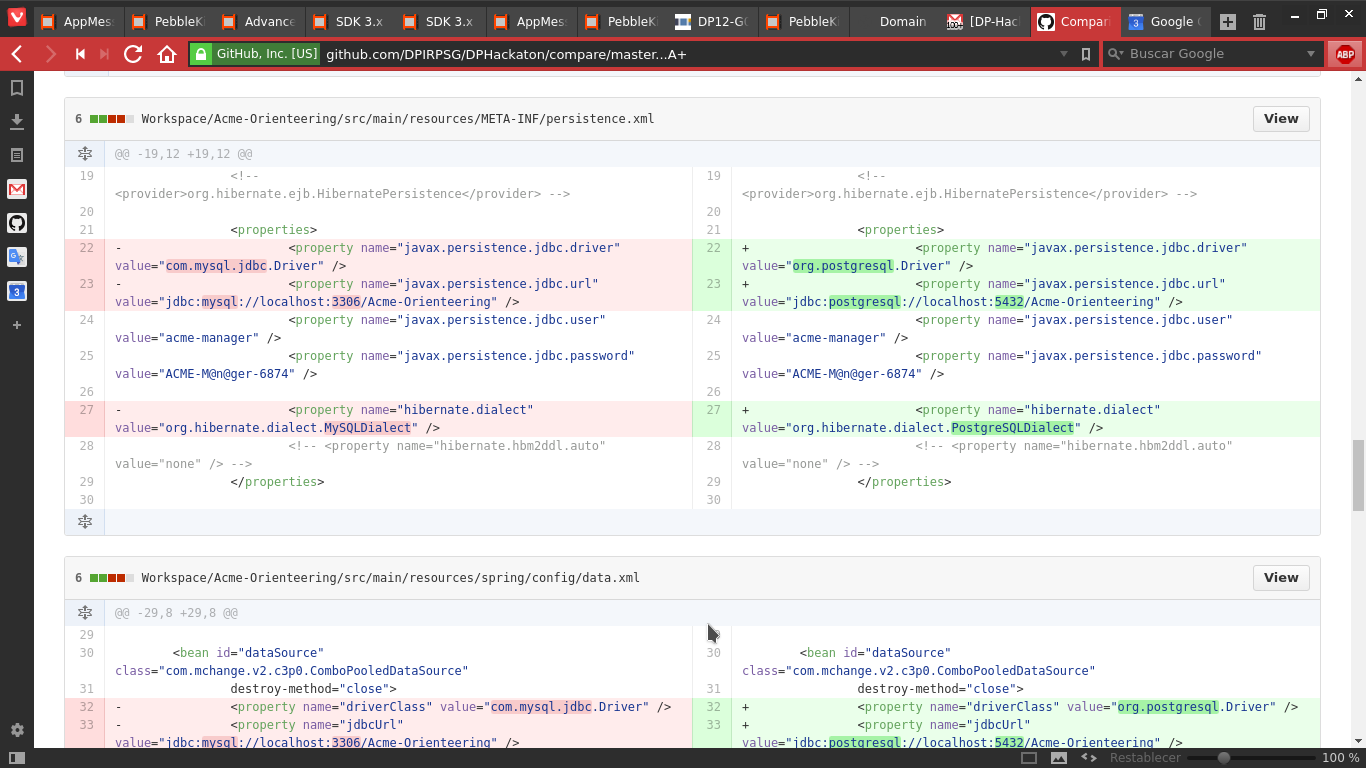 AppMes
PebbleK
Advance
SDK 3.x
SDK 3.x
AppMes
PebbleK
DP12-G
PebbleK
Domain
100+ [DP-Hac
Compar
3 Google
GitHub, Inc. [US] github.com/DPIRPSG/DPHackaton/compare/master...A+
Buscar Google
ABP
6 Workspace/Acme-Orienteering/src/main/resources/META-INF/persistence.xml View
@@ -19,12 +19,12 @@
19 <!--
<provider>org.hibernate.ejb.HibernatePersistence</provider> -->
20
21 <properties>
22 - <property name="javax.persistence.jdbc.driver"
value="com.mysql.jdbc.Driver" />
23 - <property name="javax.persistence.jdbc.url"
value="jdbc:mysql://localhost:3306/Acme-Orienteering" />
24 <property name="javax.persistence.jdbc.user"
value="acme-manager" />
25 <property name="javax.persistence.jdbc.password"
value="ACME-M@n@ger-6874" />
26
27 - <property name="hibernate.dialect"
value="org.hibernate.dialect.MySQLDialect" />
28 <!-- <property name="hibernate.hbm2ddl.auto"
value="none" /> -->
29 </properties>
30
19 <!--
<provider>org.hibernate.ejb.HibernatePersistence</provider> -->
20
21 <properties>
22 + <property name="javax.persistence.jdbc.driver"
value="org.postgresql.Driver" />
23 + <property name="javax.persistence.jdbc.url"
value="jdbc:postgresql://localhost:5432/Acme-Orienteering" />
24 <property name="javax.persistence.jdbc.user"
value="acme-manager" />
25 <property name="javax.persistence.jdbc.password"
value="ACME-M@n@ger-6874" />
26
27 + <property name="hibernate.dialect"
value="org.hibernate.dialect.PostgreSQLDialect" />
28 <!-- <property name="hibernate.hbm2ddl.auto"
value="none" /> -->
29 </properties>
30
6 Workspace/Acme-Orienteering/src/main/resources/spring/config/data.xml View
@@ -29,8 +29,8 @@
29
30 <bean id="dataSource"
class="com.mchange.v2.c3p0.ComboPooledDataSource"
31 destroy-method="close">
32 - <property name="driverClass" value="com.mysql.jdbc.Driver" />
33 - <property name="jdbcUrl"
value="jdbc:mysql://localhost:3306/Acme-Orienteering" />
30 <bean id="dataSource"
class="com.mchange.v2.c3p0.ComboPooledDataSource"
31 destroy-method="close">
32 + <property name="driverClass" value="org.postgresql.Driver" />
33 + <property name="jdbcUrl"
value="jdbc:postgresql://localhost:5432/Acme-Orienteering" />
3
Restablecer 100 %